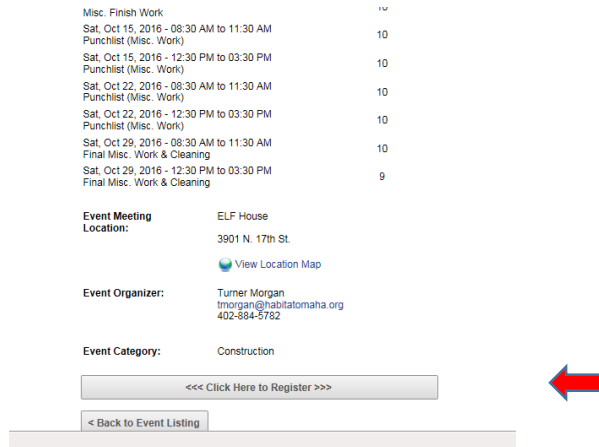 Misc. Finish Work 10
Sat, Oct 15, 2016 - 08:30 AM to 11:30 AM
Punchlist (Misc. Work) 10
Sat, Oct 15, 2016 - 12:30 PM to 03:30 PM
Punchlist (Misc. Work) 10
Sat, Oct 22, 2016 - 08:30 AM to 11:30 AM
Punchlist (Misc. Work) 10
Sat, Oct 22, 2016 - 12:30 PM to 03:30 PM
Punchlist (Misc. Work) 10
Sat, Oct 29, 2016 - 08:30 AM to 11:30 AM
Final Misc. Work & Cleaning 10
Sat, Oct 29, 2016 - 12:30 PM to 03:30 PM
Final Misc. Work & Cleaning 9
Event Meeting Location: ELF House
3901 N. 17th St.
View Location Map
Event Organizer: Turner Morgan
tmorgan@habitatomaha.org
402-884-5782
Event Category: Construction
<<< Click Here to Register >>>
< Back to Event Listing